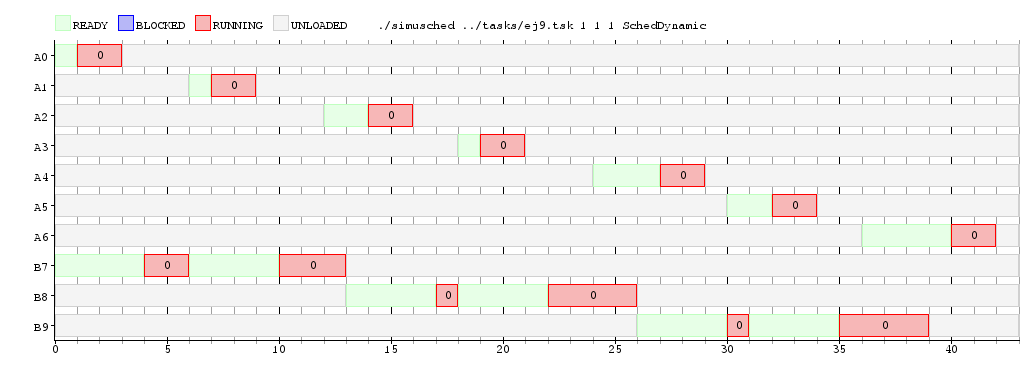 READY BLOCKED RUNNING UNLOADED ./simusched ../tasks/ej9.tsk 1 1 1 SchedDynamic
A0 0
A1 0
A2 0
A3 0
A4 0
A5 0
A6 0
B7 0 0
B8 0 0
B9 0 0
0 5 10 15 20 25 30 35 40